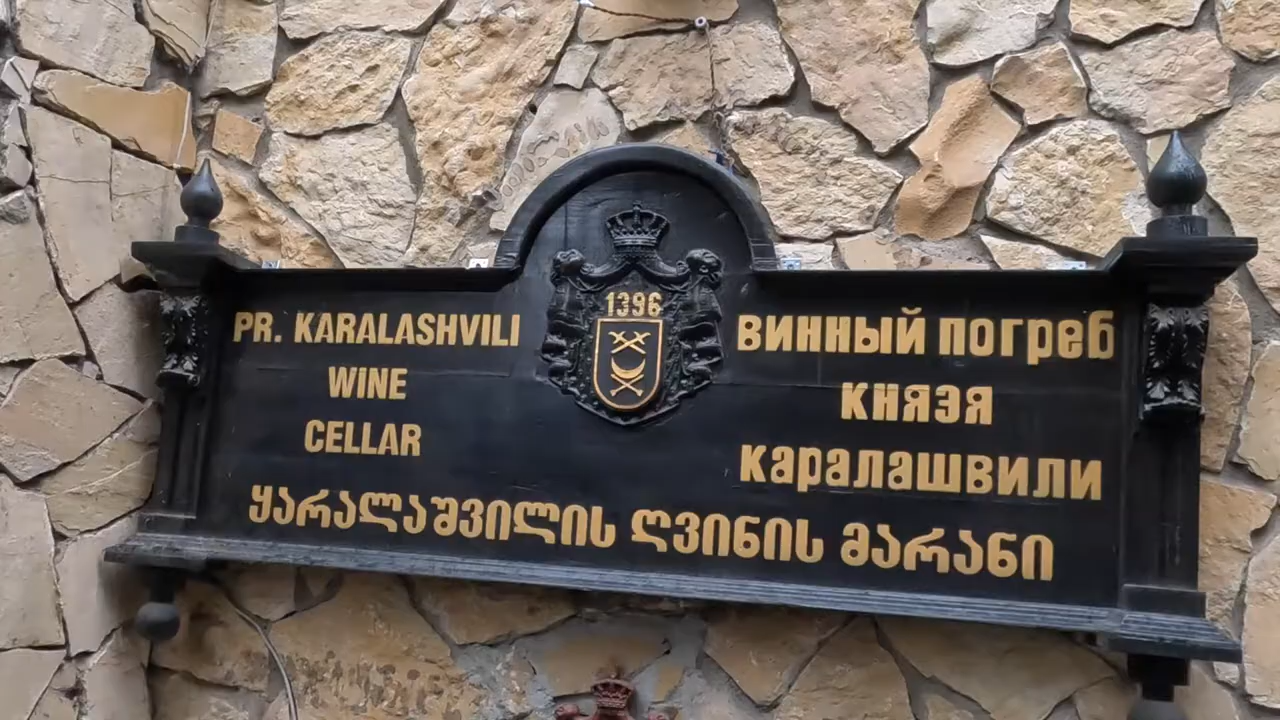 1396
PR. KARALASHVILI
WINE
CELLAR
ВИННЫЙ ПОГРЕБ
КНЯЗЯ
КАРАЛАШВИЛИ
ყარალაშვილის ღვინის მარანი